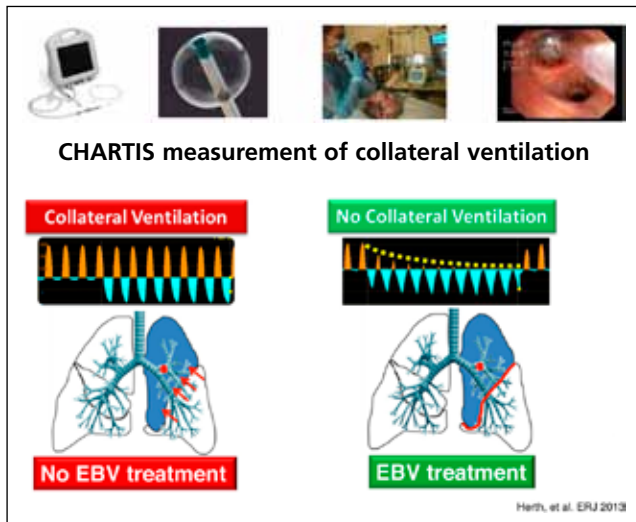 CHARTIS measurement of collateral ventilation
Collateral Ventilation
No Collateral Ventilation
No EBV treatment
EBV treatment
Herth, et al. ERJ 2013